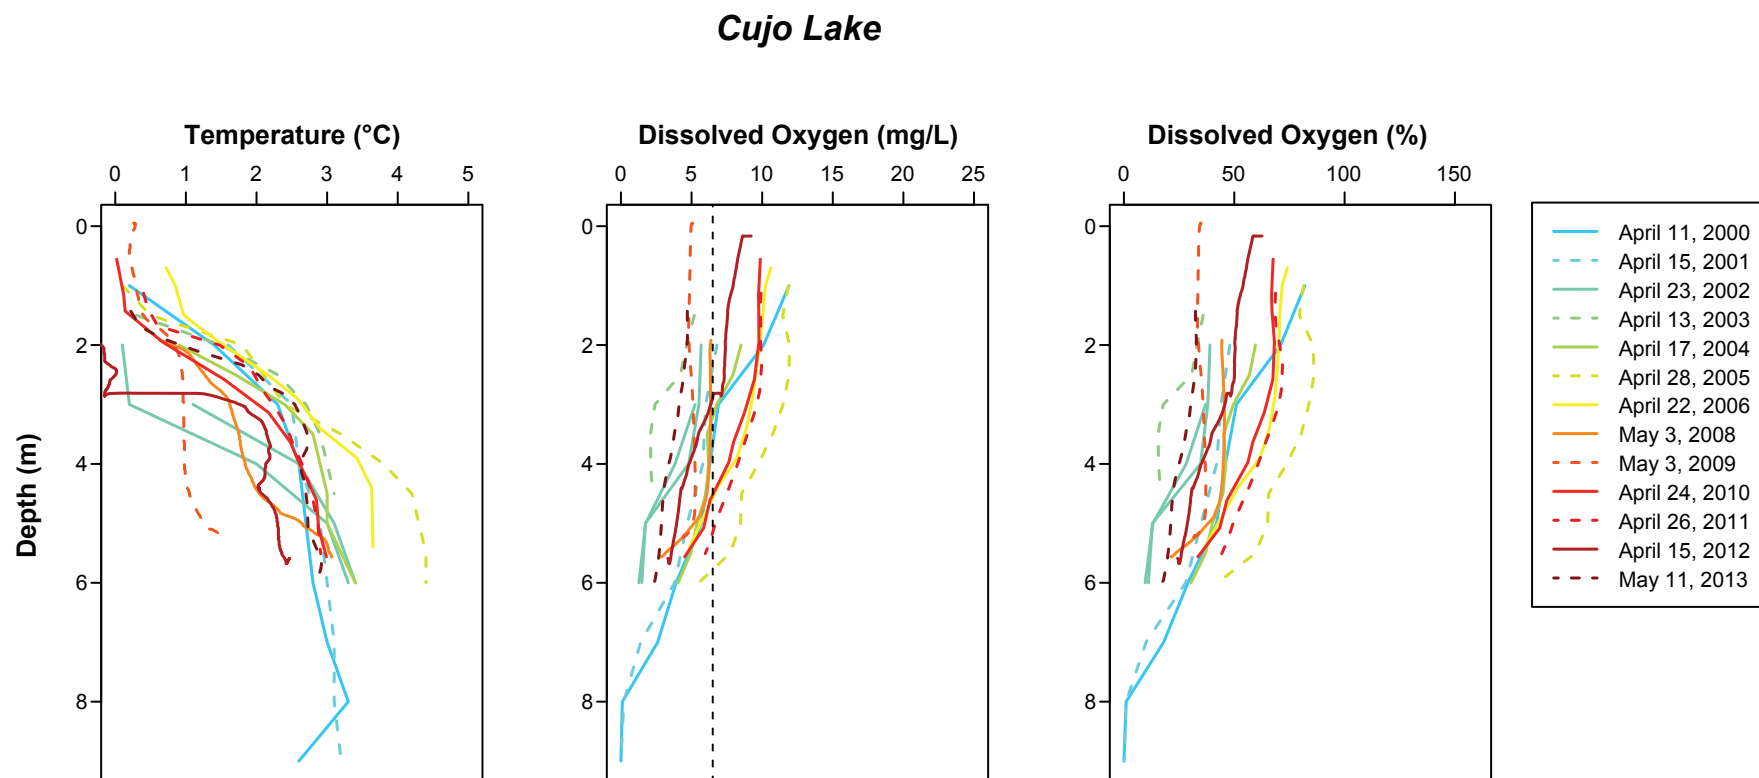 Cujo Lake
Temperature (°C)
0 1 2 3 4 5
Depth (m)
0
2
4
6
8
Dissolved Oxygen (mg/L)
0 5 10 15 20 25
0
2
4
6
8
Dissolved Oxygen (%)
0 50 100 150
0
2
4
6
8
April 11, 2000
April 15, 2001
April 23, 2002
April 13, 2003
April 17, 2004
April 28, 2005
April 22, 2006
May 3, 2008
May 3, 2009
April 24, 2010
April 26, 2011
April 15, 2012
May 11, 2013